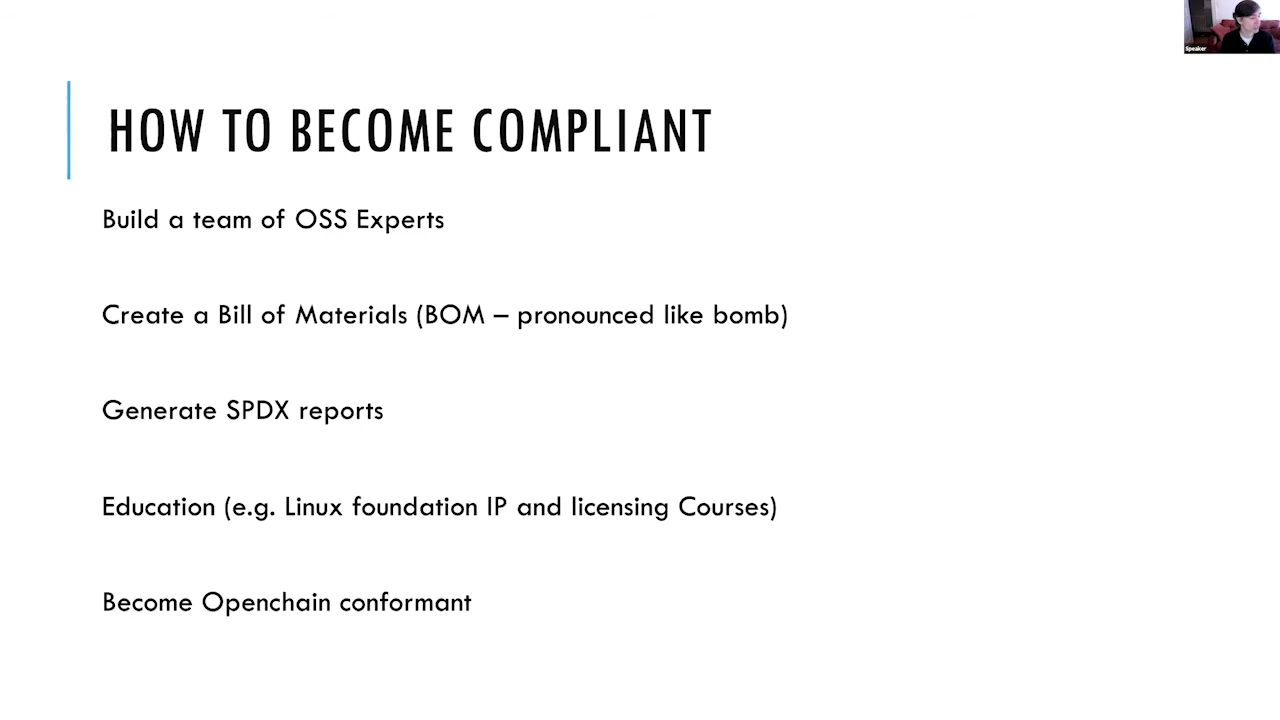 Speaker
HOW TO BECOME COMPLIANT
Build a team of OSS Experts
Create a Bill of Materials (BOM – pronounced like bomb)
Generate SPDX reports
Education (e.g. Linux foundation IP and licensing Courses)
Become Openchain conformant